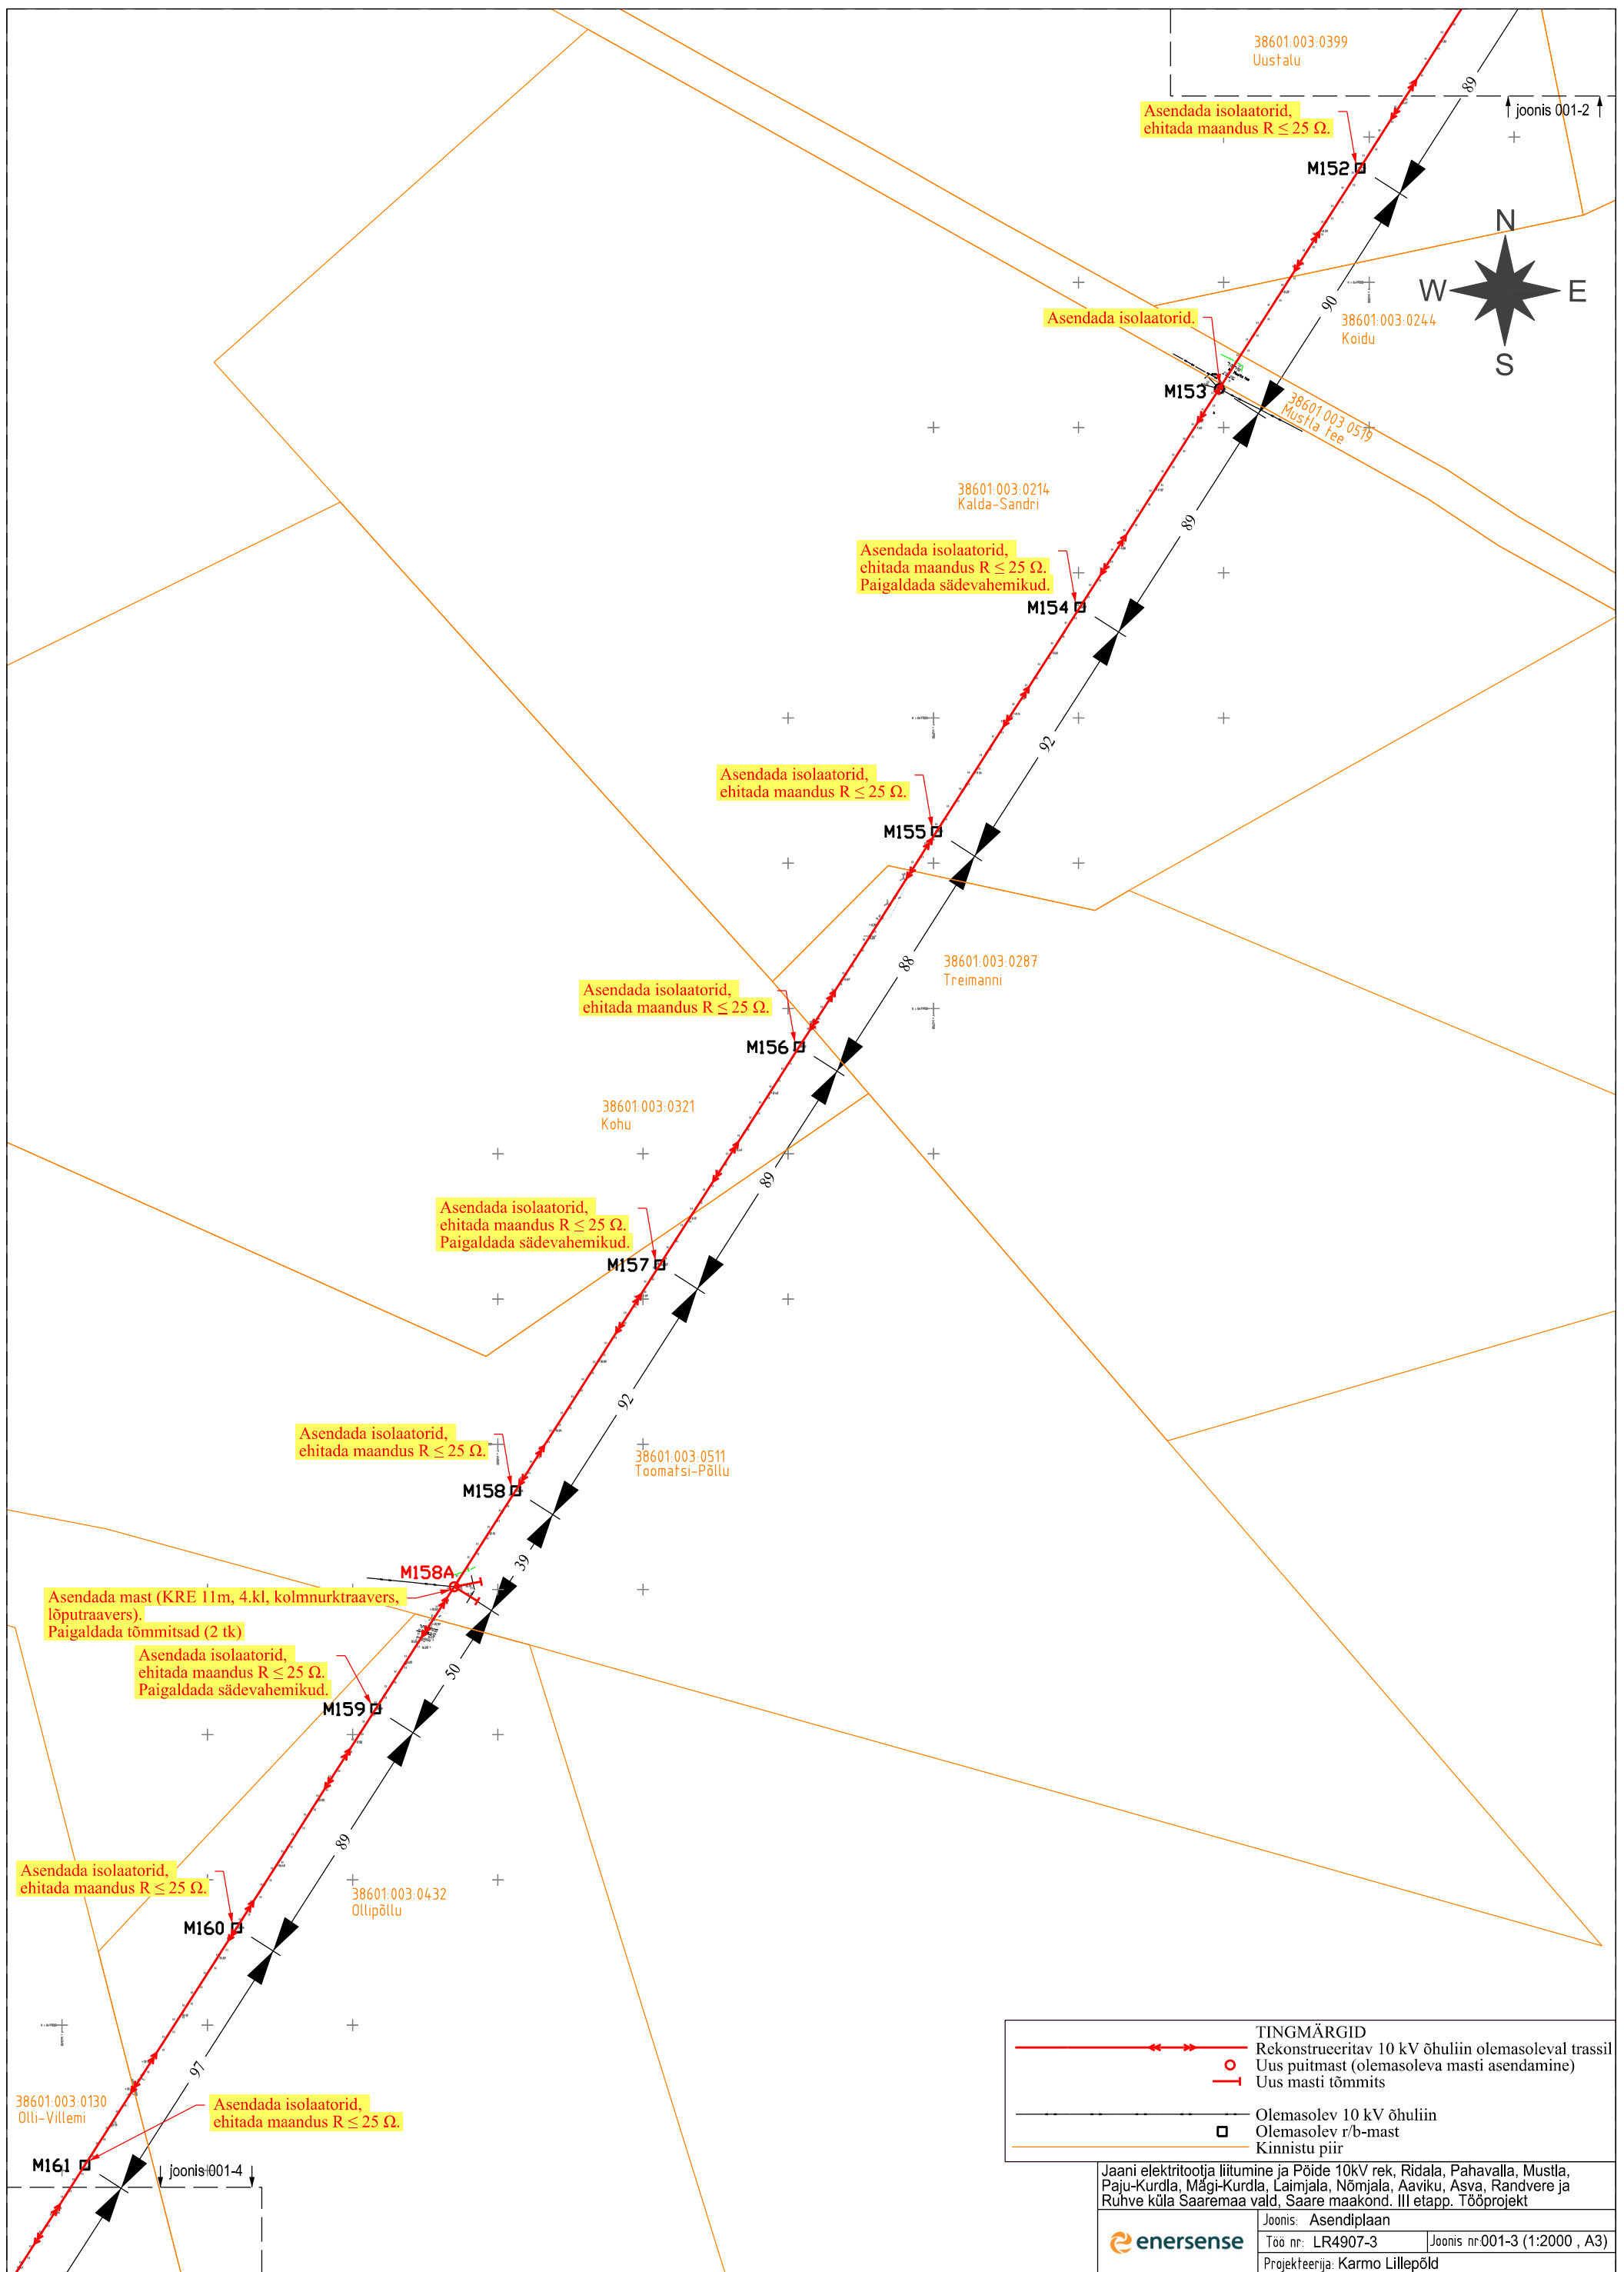 38601:003:0399
Uustalu
89
joonis 001-2
Asendada isolaatorid,
ehitada maandus R ≤ 25 Ω.
M152
N
W
E
S
90
38601:003:0244
Koidu
Asendada isolaatorid.
M153
38601:003:0519
Mustla tee
38601:003:0214
Kalda-Sandri
89
Asendada isolaatorid,
ehitada maandus R ≤ 25 Ω.
Paigaldada sädevahemikud.
M154
92
Asendada isolaatorid,
ehitada maandus R ≤ 25 Ω.
M155
88
38601:003:0287
Treimanni
Asendada isolaatorid,
ehitada maandus R ≤ 25 Ω.
M156
38601:003:0321
Kohu
89
Asendada isolaatorid,
ehitada maandus R ≤ 25 Ω.
Paigaldada sädevahemikud.
M157
92
Asendada isolaatorid,
ehitada maandus R ≤ 25 Ω.
38601:003:0511
Toomatsi-Põllu
M158
39
M158A
Asendada mast (KRE 11m, 4.kl, kolmnurktraavers,
lõputraavers).
Paigaldada tõmmitsad (2 tk)
Asendada isolaatorid,
ehitada maandus R ≤ 25 Ω.
Paigaldada sädevahemikud.
50
M159
89
Asendada isolaatorid,
ehitada maandus R ≤ 25 Ω.
38601:003:0432
Ollipõllu
M160
97
38601:003:0130
Olli-Villemi
Asendada isolaatorid,
ehitada maandus R ≤ 25 Ω.
M161
joonis 001-4
TINGMÄRGID
Rekonstrueeritav 10 kV õhuliin olemasoleval trassil
Uus puitmast (olemasoleva masti asendamine)
Uus masti tõmmits
Olemasolev 10 kV õhuliin
Olemasolev r/b-mast
Kinnistu piir
Jaani elektritootja liitumine ja Pöide 10kV rek, Ridala, Pahavalla, Mustla,
Paju-Kurdla, Mägi-Kurdla, Laimjala, Nõmjala, Aaviku, Asva, Randvere ja
Ruhve küla Saaremaa vald, Saare maakond. III etapp. Tööprojekt
enersense
Joonis: Asendiplaan
Töö nr: LR4907-3
Joonis nr:001-3 (1:2000 , A3)
Projekteerija: Karmo Lillepõld